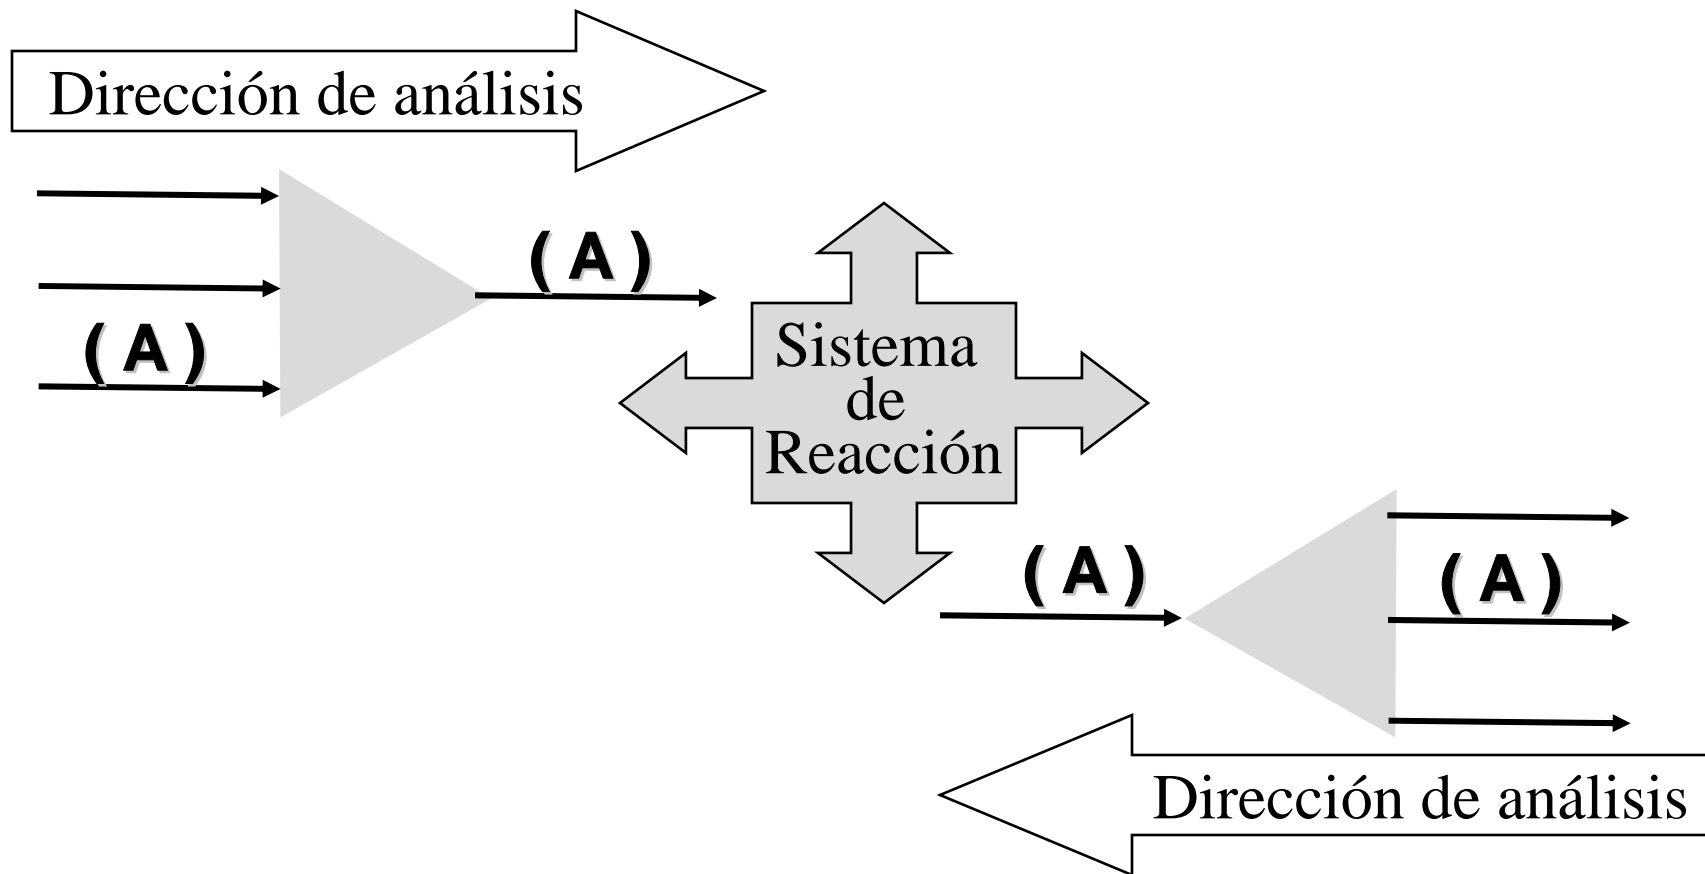 Dirección de análisis
( A )
( A )
Sistema
de
Reacción
( A )
( A )
Dirección de análisis